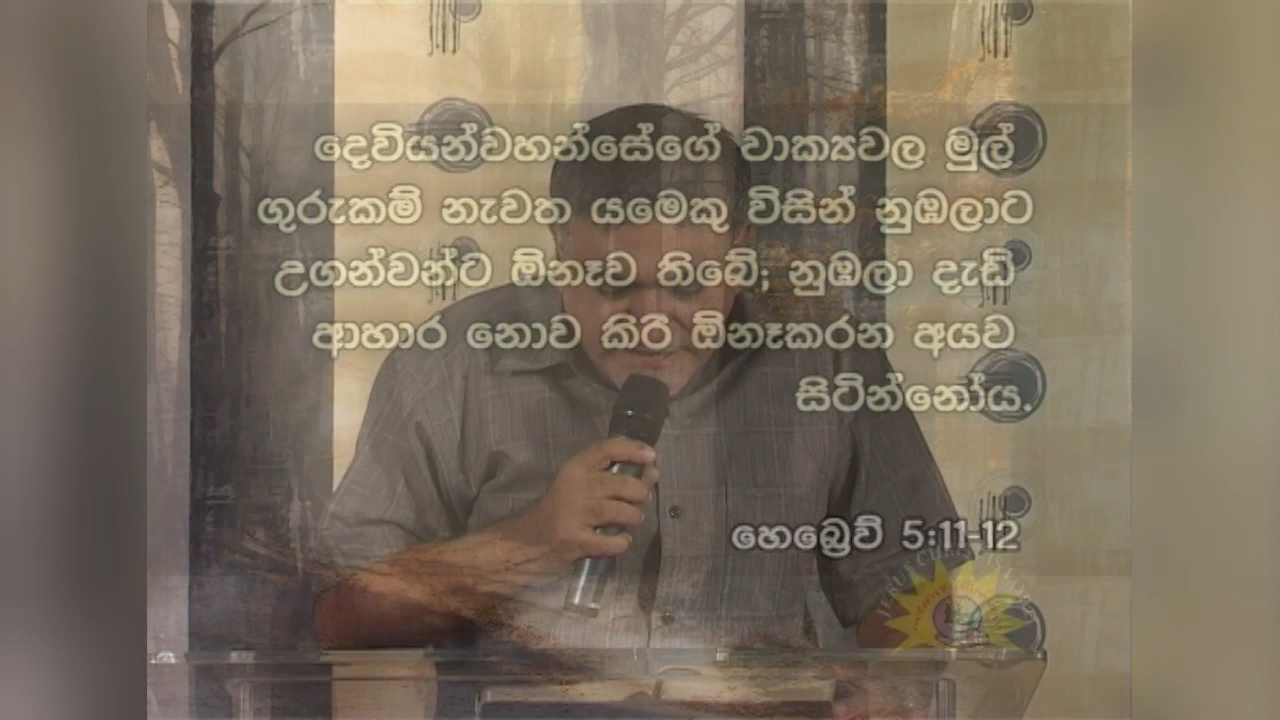 දෙවියන්වහන්සේගේ වාක්‍යවල මුල්
ගුරුකම් නැවත යමෙකු විසින් නුඹලාට
උගන්වන්ට ඕනෑව තිබේ; නුඹලා දැඩි
ආහාර නොව කිරි ඕනෑකරන අයව
සිටින්නෝය.
හෙබ්‍රෙව් 5:11-12